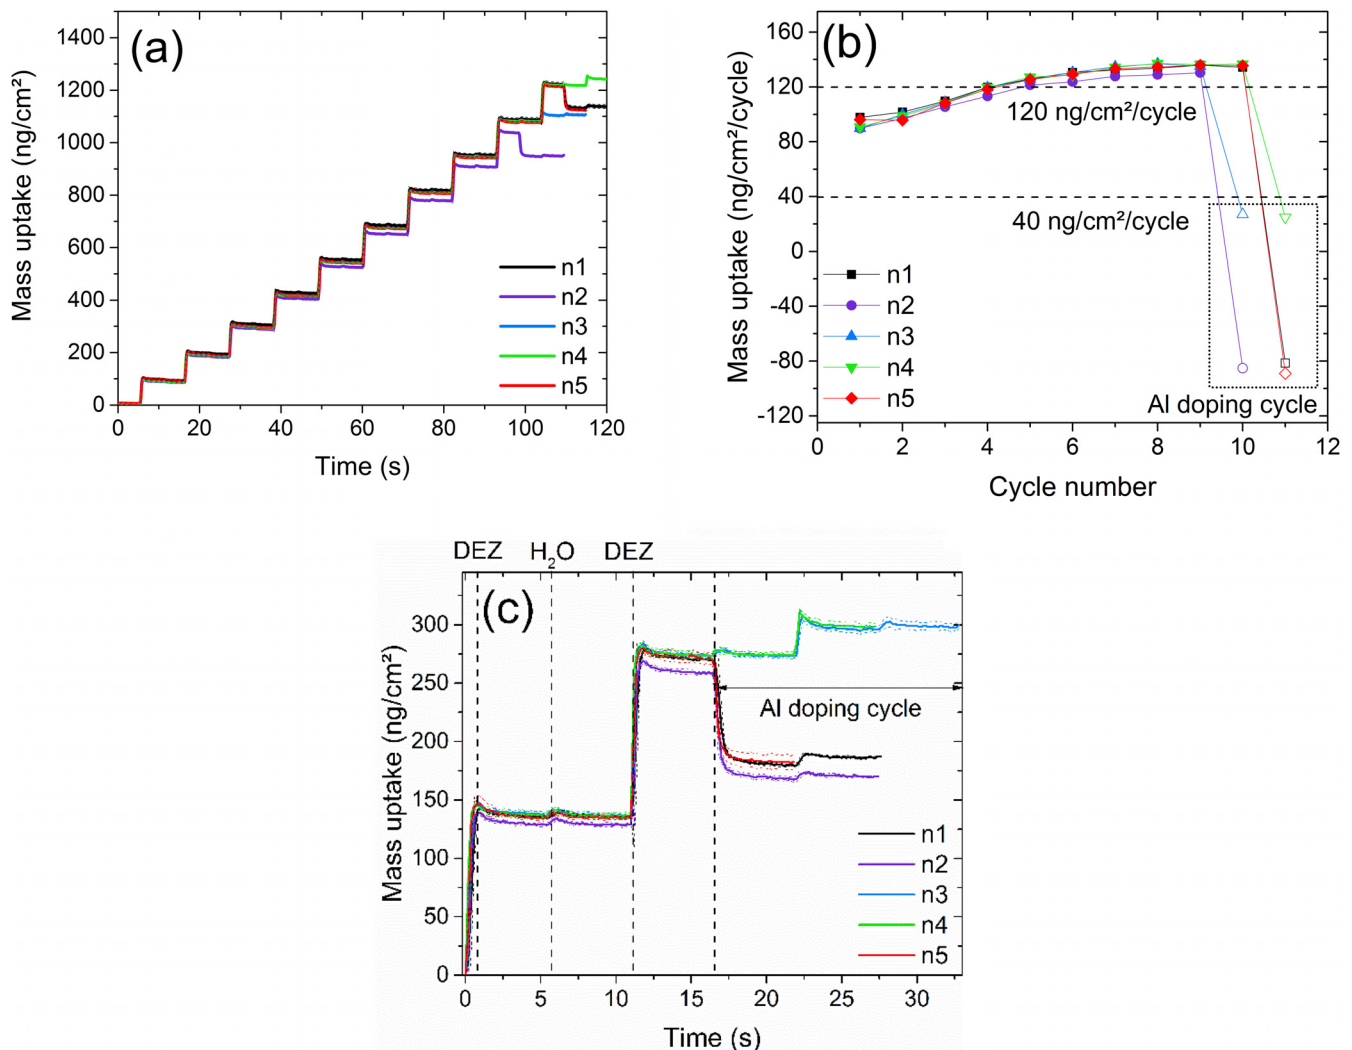 (a)
Mass uptake (ng/cm²)
1400
1200
1000
800
600
400
200
0
n1
n2
n3
n4
n5
0 20 40 60 80 100 120
Time (s)
(b)
Mass uptake (ng/cm²/cycle)
160
120
80
40
0
-40
-80
-120
120 ng/cm²/cycle
40 ng/cm²/cycle
n1
n2
n3
n4
n5
Al doping cycle
0 2 4 6 8 10 12
Cycle number
DEZ H₂O DEZ
(c)
Mass uptake (ng/cm²)
300
250
200
150
100
50
0
Al doping cycle
n1
n2
n3
n4
n5
0 5 10 15 20 25 30
Time (s)